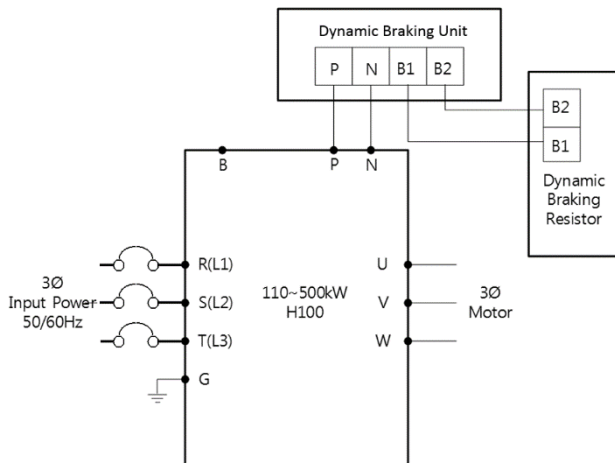 Dynamic Braking Unit
P N B1 B2
B2
B1
Dynamic
Braking
Resistor
B P N
R(L1)
S(L2)
T(L3)
G
3Ø
Input Power
50/60Hz
110~500kW
H100
U
V
W
3Ø
Motor